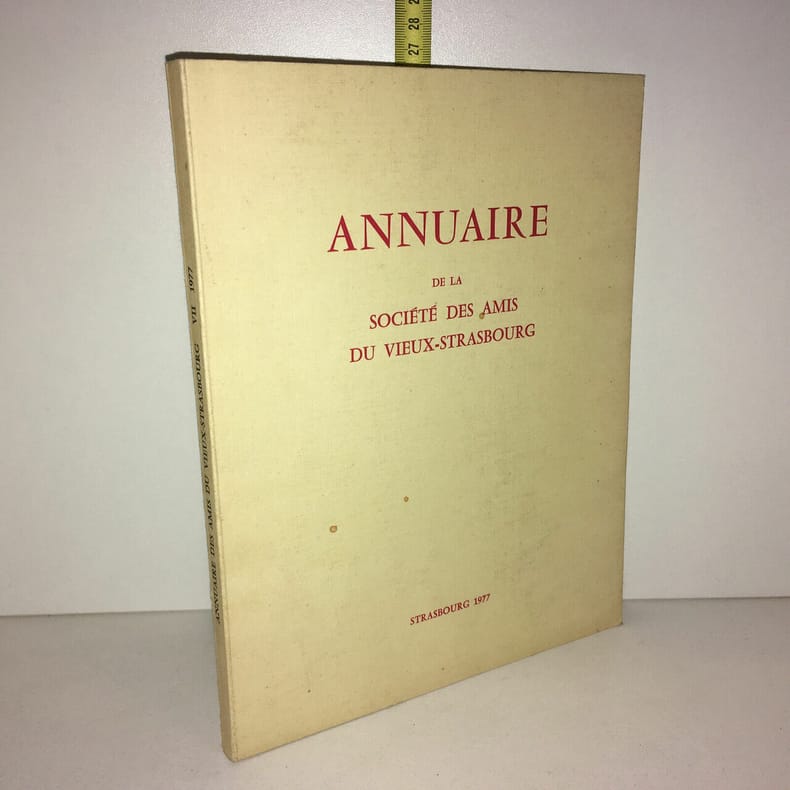 ANNUAIRE
DE LA
SOCIÉTÉ DES AMIS
DU VIEUX-STRASBOURG
STRASBOURG 1977
ANNUAIRE DES AMIS DU VIEUX-STRASBOURG VII 1977
27 28